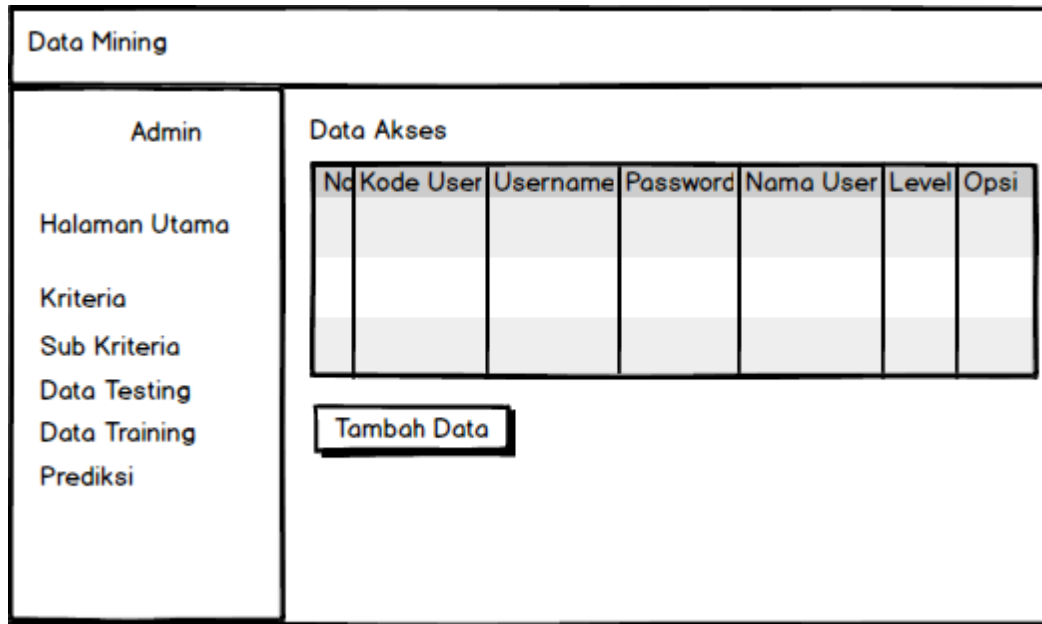 Data Mining
Admin
Halaman Utama
Kriteria
Sub Kriteria
Data Testing
Data Training
Prediksi
Data Akses
No Kode User Username Password Nama User Level Opsi
Tambah Data